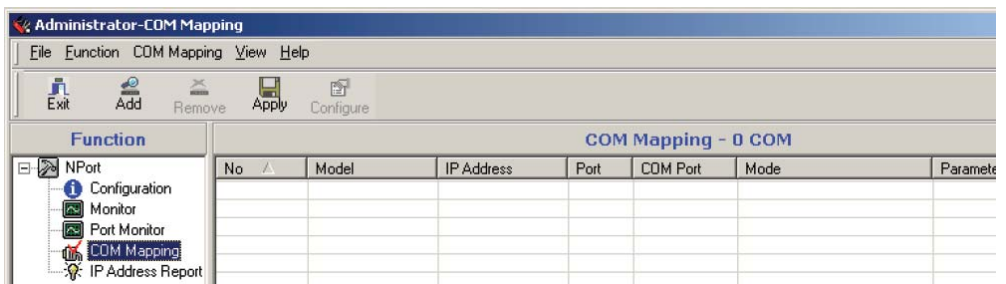 Administrator-COM Mapping
File Function COM Mapping View Help
Exit Add Remove Apply Configure
Function
COM Mapping - 0 COM
No Model IP Address Port COM Port Mode Paramete
NPort
Configuration
Monitor
Port Monitor
COM Mapping
IP Address Report